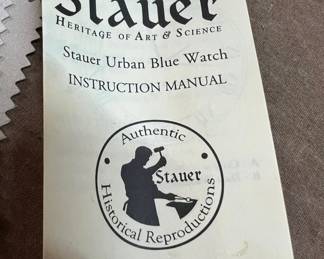 Stauer
HERITAGE OF ART & SCIENCE
Stauer Urban Blue Watch
INSTRUCTION MANUAL
Authentic
Stauer
Historical Reproductions